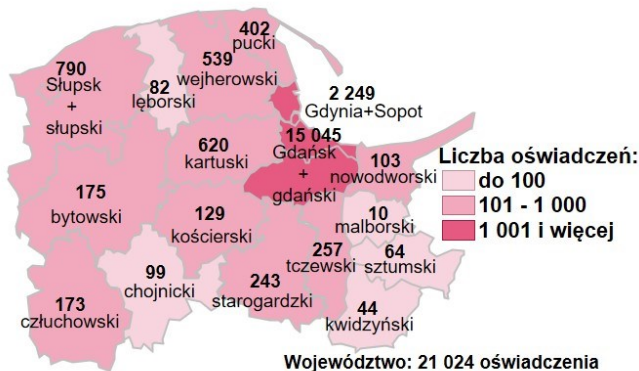 402
pucki
539
wejherowski
790
Słupsk
+
słupski
82
lęborski
2 249
Gdynia+Sopot
15 045
Gdańsk
+
gdański
620
kartuski
103
nowodworski
175
bytowski
129
kościerski
10
malborski
257
tczewski
64
sztumski
99
chojnicki
243
starogardzki
44
kwidzyński
173
człuchowski
Liczba oświadczeń:
do 100
101 - 1 000
1 001 i więcej
Województwo: 21 024 oświadczenia